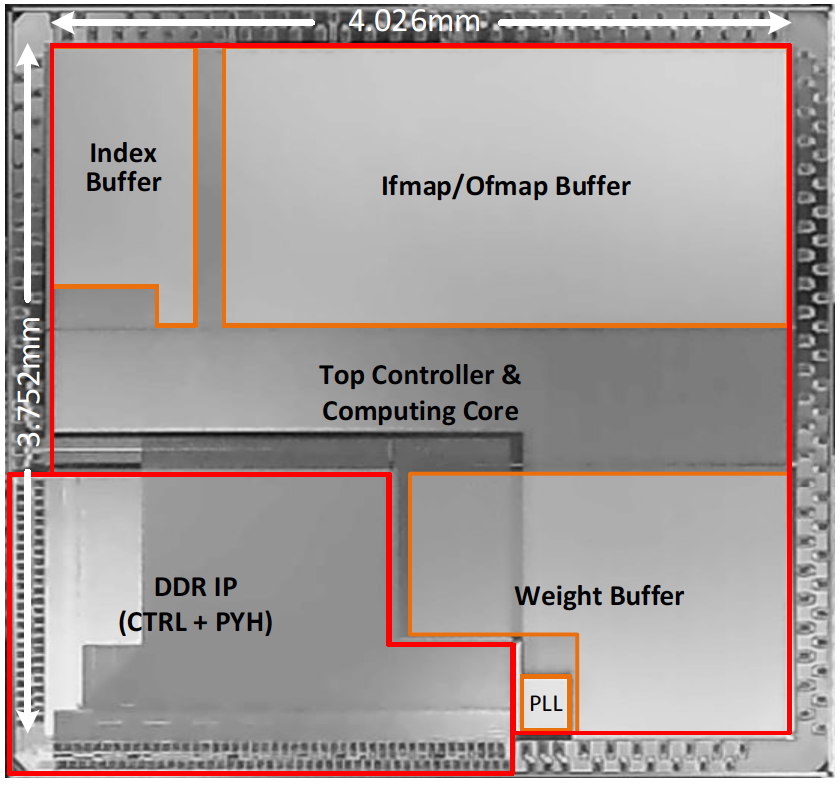 4.026mm
Index
Buffer
Ifmap/Ofmap Buffer
3.752mm
Top Controller &
Computing Core
DDR IP
(CTRL + PYH)
Weight Buffer
PLL